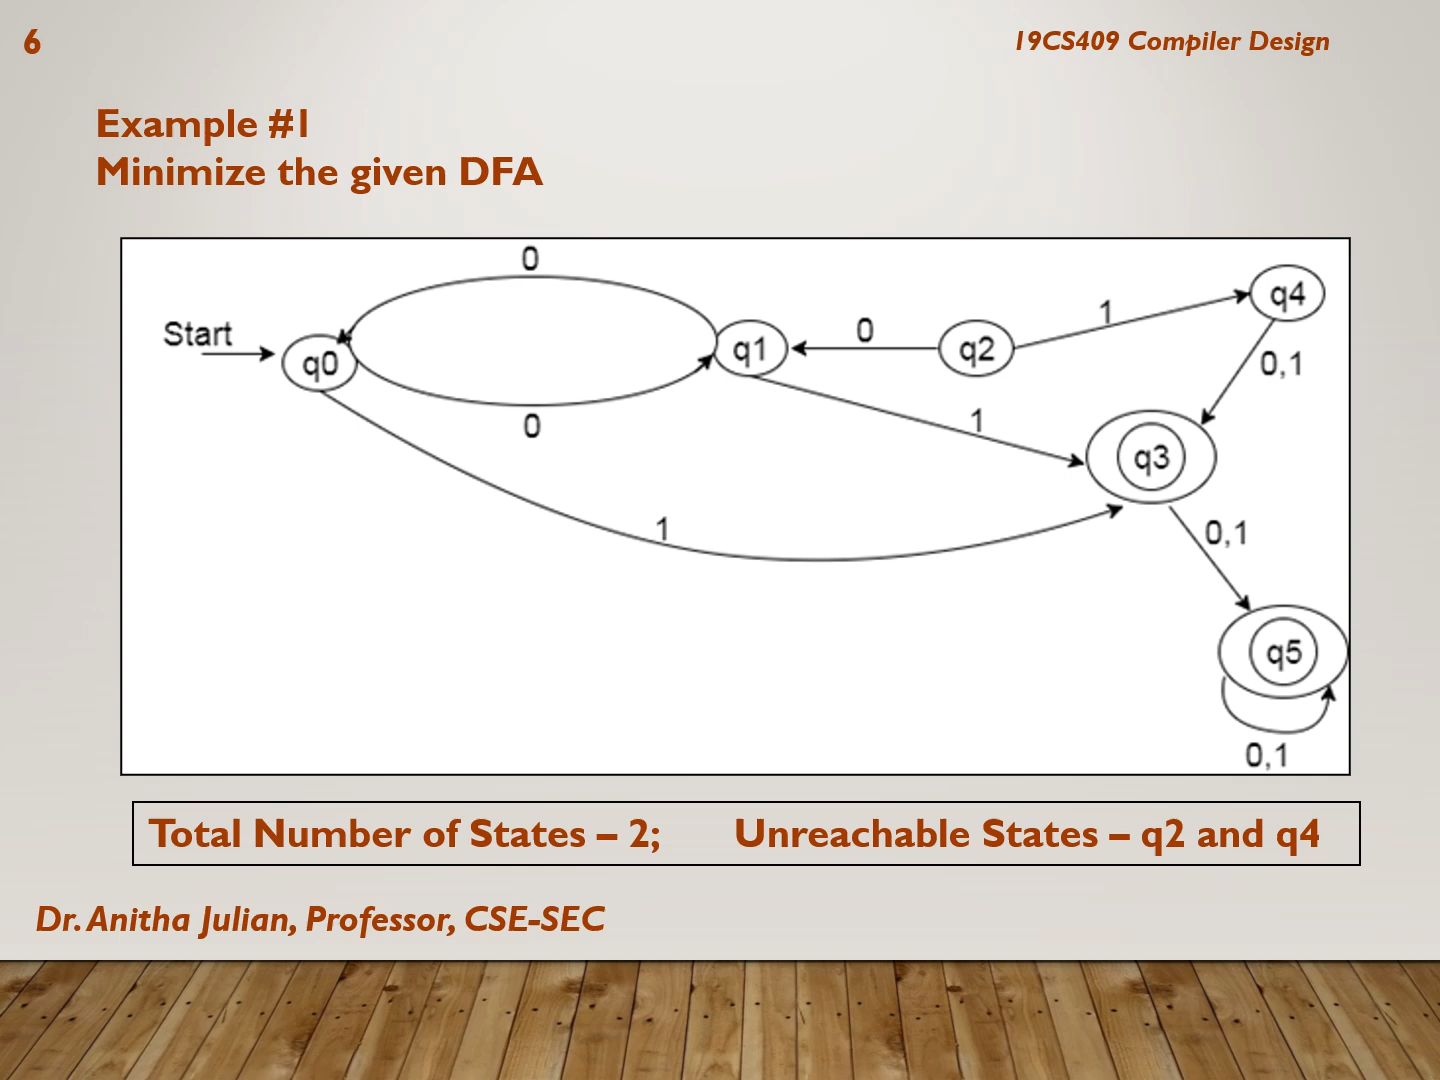 6
19CS409 Compiler Design
Example #1
Minimize the given DFA
0
Start
q0
q1
0
q2
1
q4
0,1
0
1
q3
1
0,1
q5
0,1
Total Number of States – 2; Unreachable States – q2 and q4
Dr. Anitha Julian, Professor, CSE-SEC